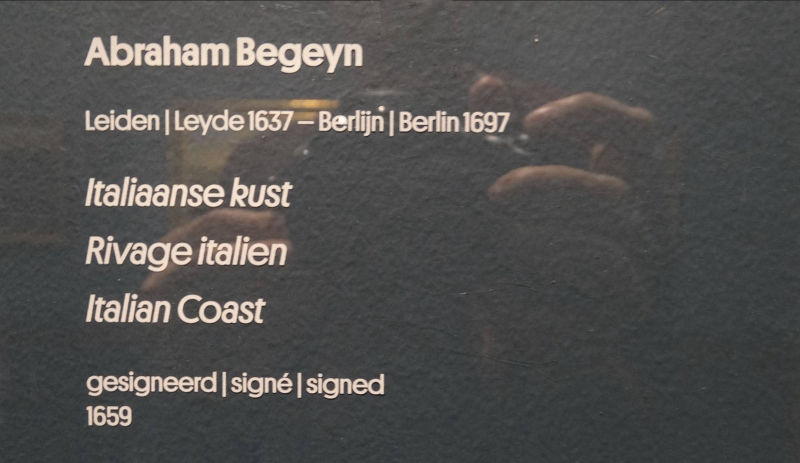 Abraham Begeyn
Leiden | Leyde 1637 – Berlijn | Berlin 1697
Italiaanse kust
Rivage italien
Italian Coast
gesigneerd | signé | signed
1659